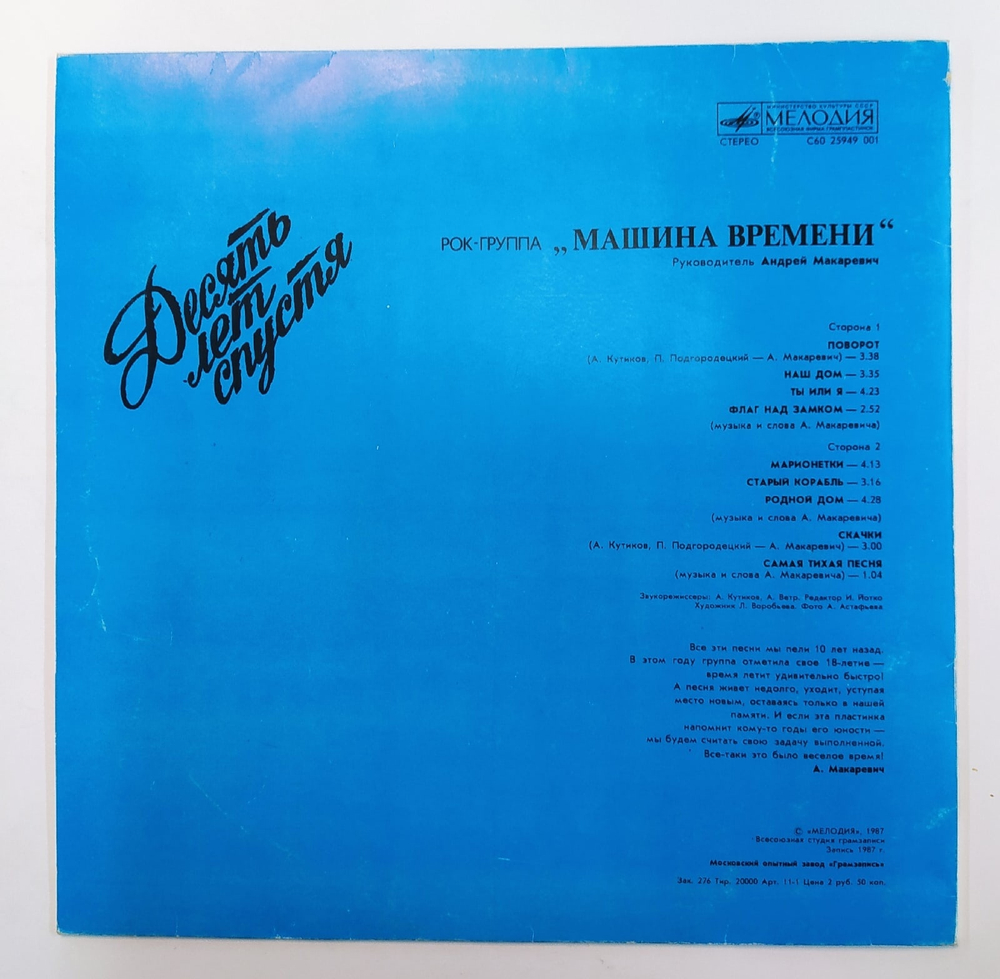 МИНИСТЕРСТВО КУЛЬТУРЫ СССР
МЕЛОДИЯ
ВСЕСОЮЗНАЯ ФИРМА ГРАМПЛАСТИНОК
СТЕРЕО С60 25949 001
Десять
лет
спустя
РОК-ГРУППА „МАШИНА ВРЕМЕНИ“
Руководитель Андрей Макаревич
Сторона 1
ПОВОРОТ
(А. Кутиков, П. Подгородецкий — А. Макаревич) — 3.38
НАШ ДОМ — 3.35
ТЫ ИЛИ Я — 4.23
ФЛАГ НАД ЗАМКОМ — 2.52
(музыка и слова А. Макаревича)
Сторона 2
МАРИОНЕТКИ — 4.13
СТАРЫЙ КОРАБЛЬ — 3.16
РОДНОЙ ДОМ — 4.28
(музыка и слова А. Макаревича)
СКАЧКИ
(А. Кутиков, П. Подгородецкий — А. Макаревич) — 3.00
САМАЯ ТИХАЯ ПЕСНЯ
(музыка и слова А. Макаревича) — 1.04
Звукорежиссеры: А. Кутиков, А. Ветр. Редактор И. Йотко
Художник Л. Воробьева. Фото А. Астафьева
Все эти песни мы пели 10 лет назад.
В этом году группа отметила свое 18-летие —
время летит удивительно быстро!
А песня живет недолго, уходит, уступая
место новым, оставаясь только в нашей
памяти. И если эта пластинка
напомнит кому-то годы его юности —
мы будем считать свою задачу выполненной.
Все-таки это было веселое время!
А. Макаревич
© «МЕЛОДИЯ», 1987
Всесоюзная студия грамзаписи
Запись 1987 г.
Московский опытный завод «Грамзапись»
Зак. 276 Тир. 20000 Арт. 11-1 Цена 2 руб. 50 коп.